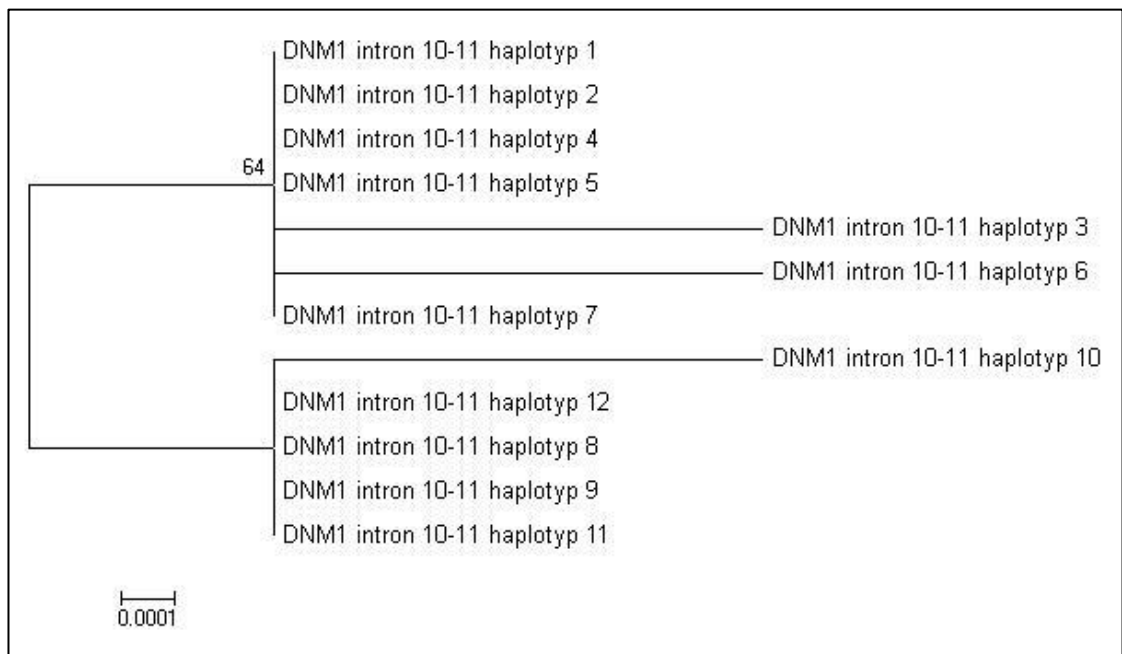 DNM1 intron 10-11 haplotyp 1
DNM1 intron 10-11 haplotyp 2
DNM1 intron 10-11 haplotyp 4
64
DNM1 intron 10-11 haplotyp 5
DNM1 intron 10-11 haplotyp 3
DNM1 intron 10-11 haplotyp 6
DNM1 intron 10-11 haplotyp 7
DNM1 intron 10-11 haplotyp 10
DNM1 intron 10-11 haplotyp 12
DNM1 intron 10-11 haplotyp 8
DNM1 intron 10-11 haplotyp 9
DNM1 intron 10-11 haplotyp 11
0.0001